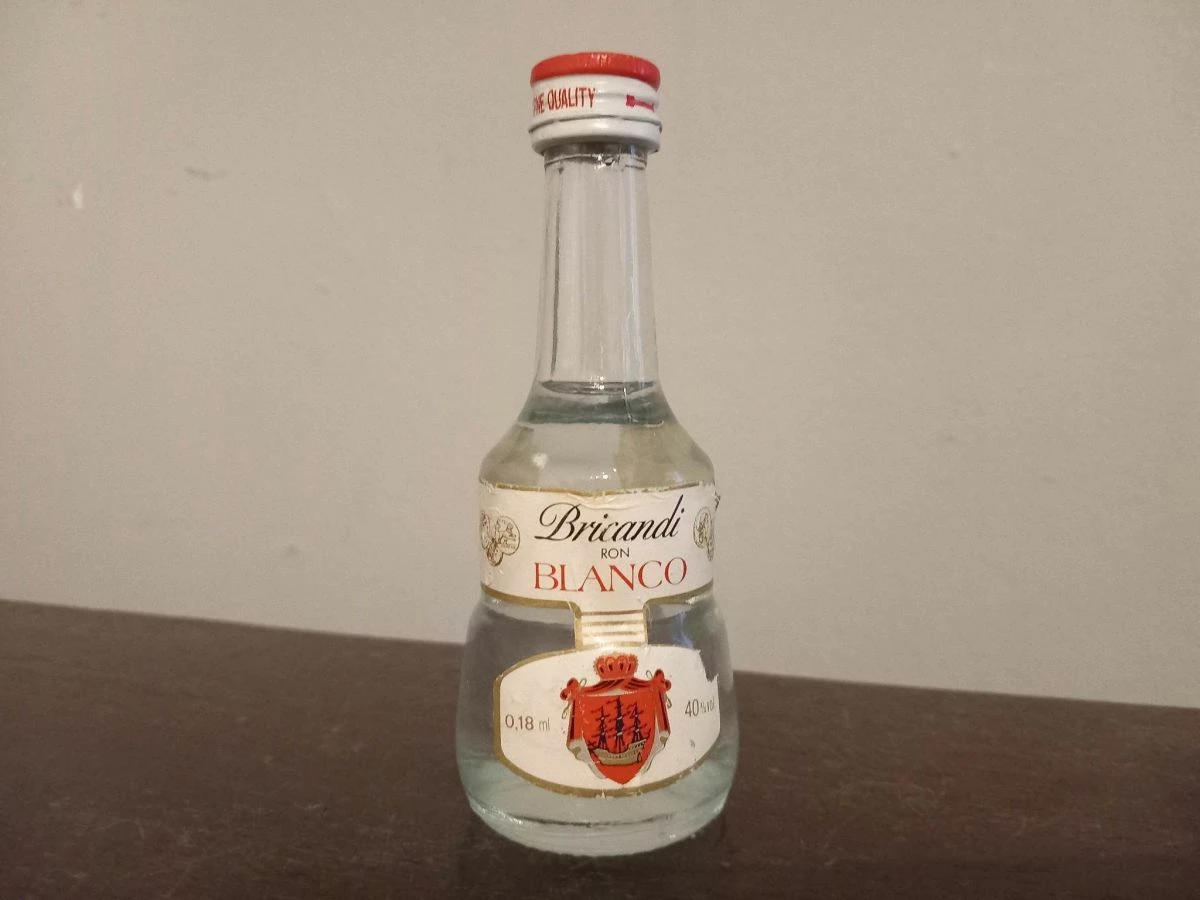 QUALITY
Bricandi
RON
BLANCO
0,18 ml
40% vol